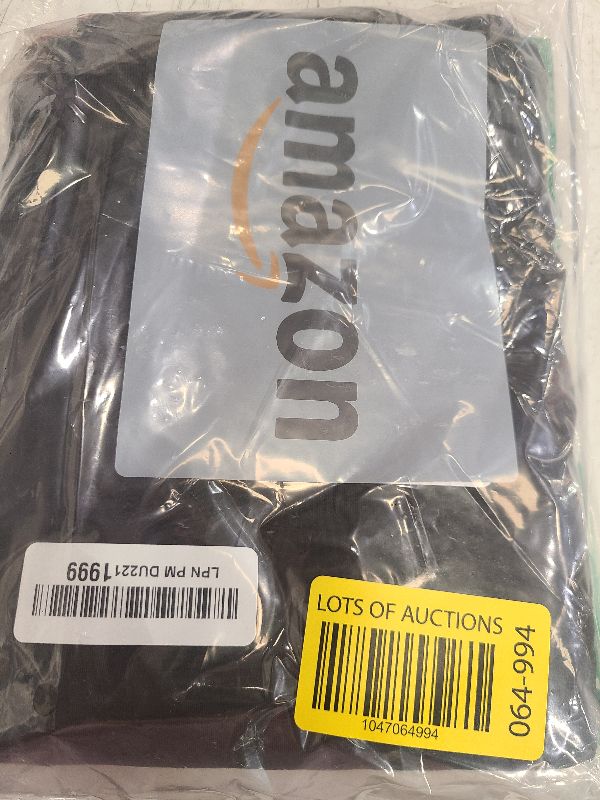 amazon
LPN PM DU2211999
LOTS OF AUCTIONS
1047064994
064-994